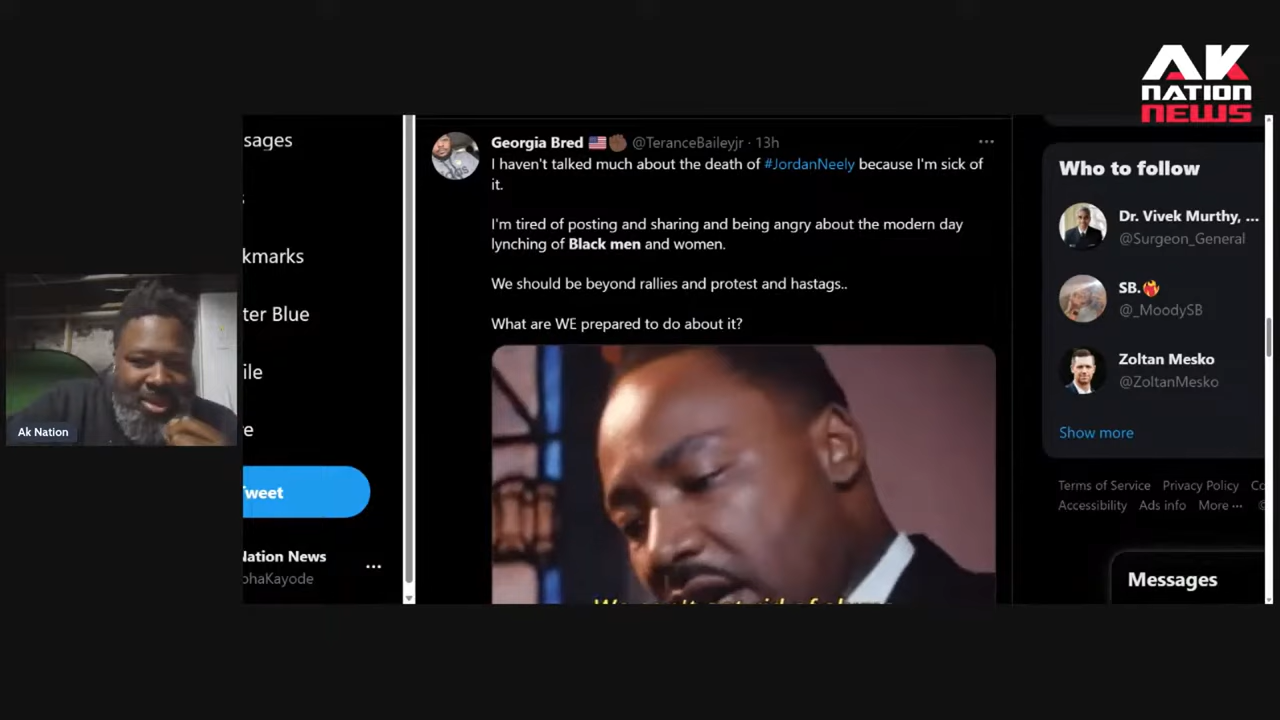 AK
NATION
NEWS
Ak Nation
sages
kmarks
ter Blue
ile
e
Tweet
Nation News
ohaKayode
Georgia Bred @TeranceBaileyjr · 13h
I haven't talked much about the death of #JordanNeely because I'm sick of
it.
I'm tired of posting and sharing and being angry about the modern day
lynching of Black men and women.
We should be beyond rallies and protest and hastags..
What are WE prepared to do about it?
Who to follow
Dr. Vivek Murthy, ...
@Surgeon_General
SB.
@_MoodySB
Zoltan Mesko
@ZoltanMesko
Show more
Terms of Service Privacy Policy Co
Accessibility Ads info More ···
Messages